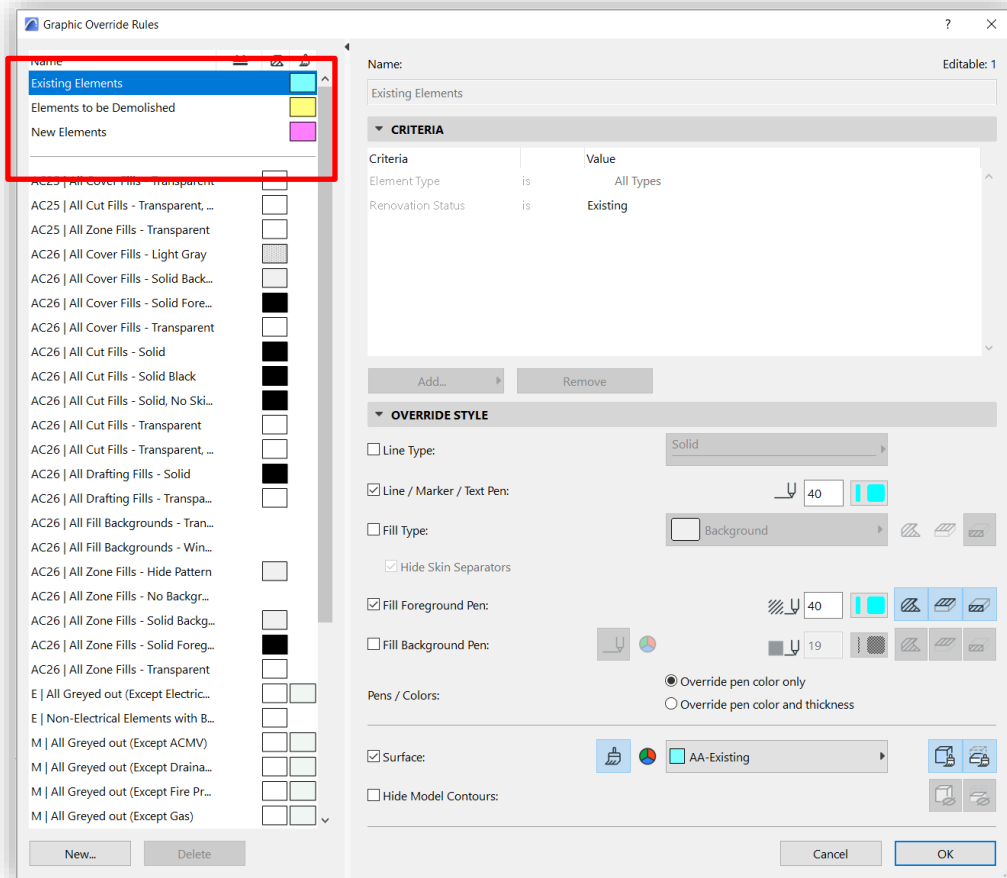 Graphic Override Rules
?
Name
Existing Elements
Elements to be Demolished
New Elements
AC25 | All Cover Fills - Transparent
AC25 | All Cut Fills - Transparent, ...
AC25 | All Zone Fills - Transparent
AC26 | All Cover Fills - Light Gray
AC26 | All Cover Fills - Solid Back...
AC26 | All Cover Fills - Solid Fore...
AC26 | All Cover Fills - Transparent
AC26 | All Cut Fills - Solid
AC26 | All Cut Fills - Solid Black
AC26 | All Cut Fills - Solid, No Ski...
AC26 | All Cut Fills - Transparent
AC26 | All Cut Fills - Transparent, ...
AC26 | All Drafting Fills - Solid
AC26 | All Drafting Fills - Transpa...
AC26 | All Fill Backgrounds - Tran...
AC26 | All Fill Backgrounds - Win...
AC26 | All Zone Fills - Hide Pattern
AC26 | All Zone Fills - No Backgr...
AC26 | All Zone Fills - Solid Backg...
AC26 | All Zone Fills - Solid Foreg...
AC26 | All Zone Fills - Transparent
E | All Greyed out (Except Electric...
E | Non-Electrical Elements with B...
M | All Greyed out (Except ACMV)
M | All Greyed out (Except Draina...
M | All Greyed out (Except Fire Pr...
M | All Greyed out (Except Gas)
New...
Delete
Name:
Editable: 1
Existing Elements
CRITERIA
Criteria Value
Element Type is All Types
Renovation Status is Existing
Add...
Remove
OVERRIDE STYLE
Line Type:
Solid
Line / Marker / Text Pen:
40
Fill Type:
Background
Hide Skin Separators
Fill Foreground Pen:
40
Fill Background Pen:
19
Pens / Colors:
Override pen color only
Override pen color and thickness
Surface:
AA-Existing
Hide Model Contours:
Cancel
OK